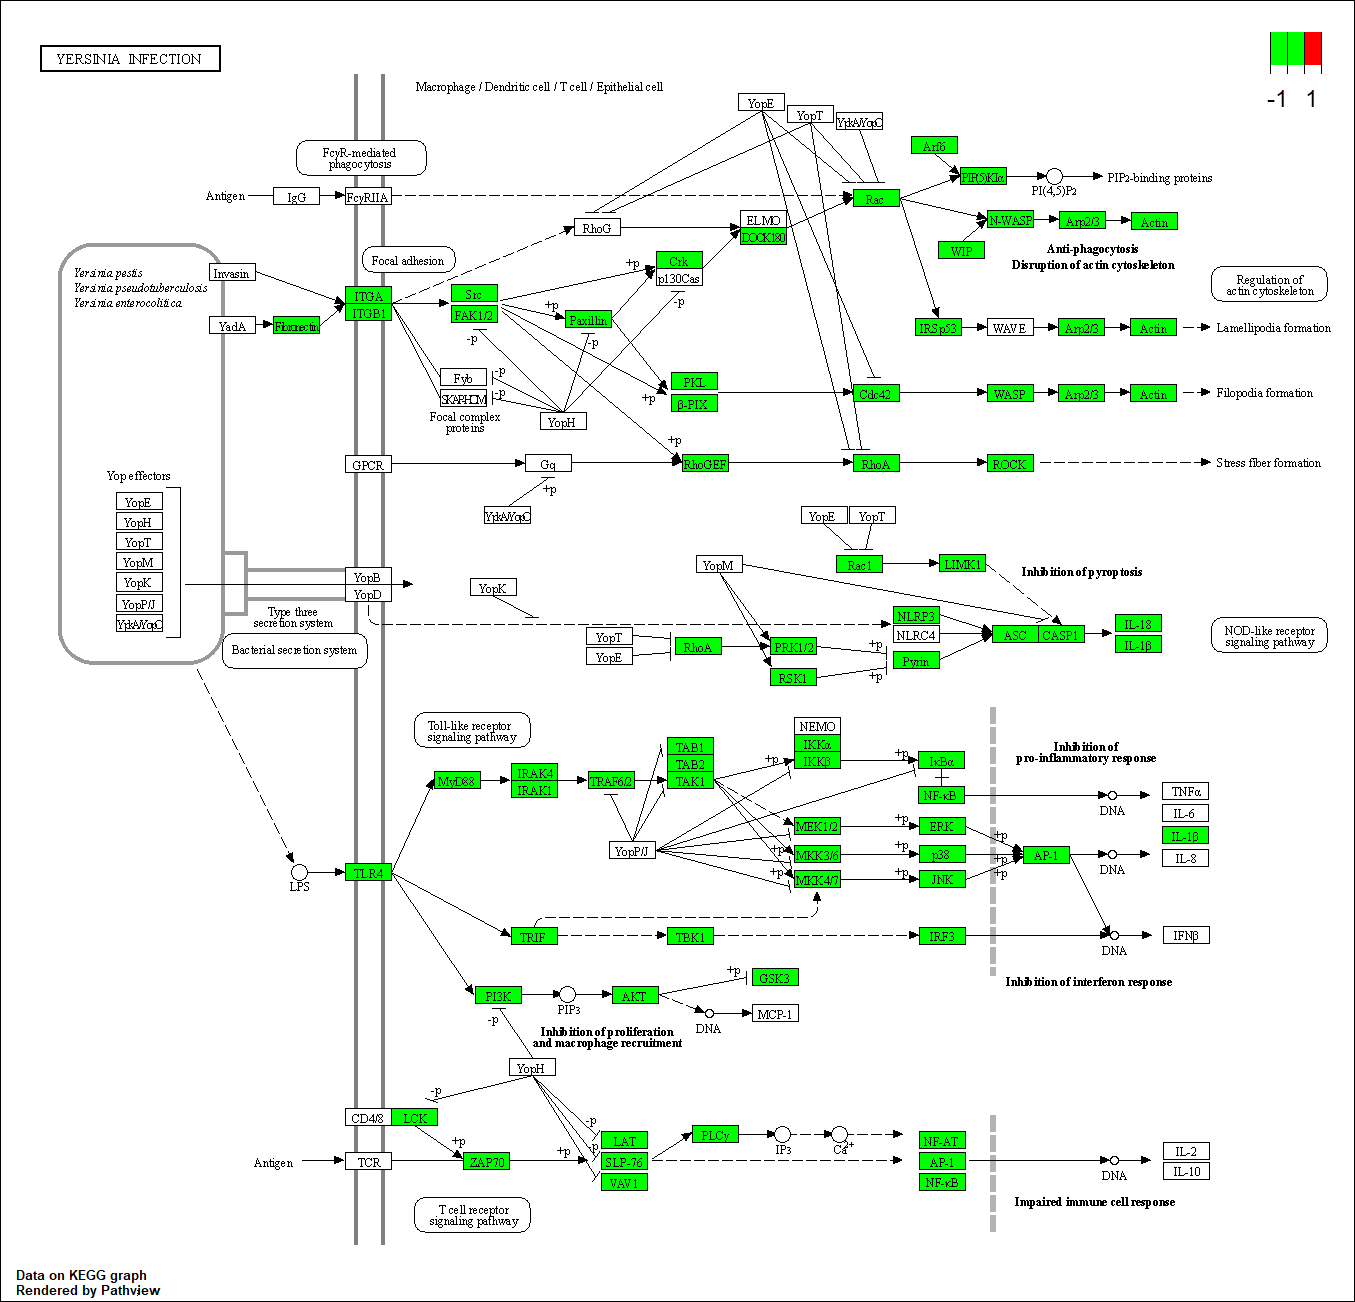 YERSINIA INFECTION
-1 1
Macrophage / Dendritic cell / T cell / Epithelial cell
YopE
YopT
YpkA/YopO
FcγR-mediated
phagocytosis
Arf6
Antigen
IgG
FcγRIIA
Rac
PIP(5)KIα
PI(4,5)P2
PIP2-binding proteins
RhoG
ELMO
DOCK180
N-WASP
Arp2/3
Actin
WIP
Anti-phagocytosis
Disruption of actin cytoskeleton
Focal adhesion
Yersinia pestis
Yersinia pseudotuberculosis
Yersinia enterocolitica
Invasin
YadA
Fibronectin
ITGA
ITGB1
Src
FAK1/2
+p
Crk
p130Cas
-p
+p
Paxillin
-p
-p
Regulation of
actin cytoskeleton
IRSp53
WAVE
Arp2/3
Actin
Lamellipodia formation
Fyb
-p
SKAP-HOM
-p
Focal complex
proteins
YopH
PKL
β-PIX
+p
Cdc42
WASP
Arp2/3
Actin
Filopodia formation
+p
GPCR
Gq
RhoGEF
RhoA
ROCK
Stress fiber formation
+p
YpkA/YopO
Yop effectors
YopE
YopH
YopT
YopM
YopK
YopP/J
YpkA/YopO
YopB
YopD
Type three
secretion system
Bacterial secretion system
YopE
YopT
YopM
Rac1
LIMK1
Inhibition of pyroptosis
YopK
YopT
YopE
RhoA
PRK1/2
RSK1
+p
+p
NLRP3
NLRC4
Pyrin
ASC
CASP1
IL-18
IL-1β
NOD-like receptor
signaling pathway
Toll-like receptor
signaling pathway
MyD88
IRAK4
IRAK1
TRAF6/2
TAB1
TAB2
TAK1
NEMO
IKKα
IKKβ
+p
+p
IκBα
NF-κB
Inhibition of
pro-inflammatory response
DNA
TNFα
IL-6
IL-1β
IL-8
YopP/J
MEK1/2
MKK3/6
MKK4/7
+p
+p
+p
+p
+p
ERK
p38
JNK
+p
+p
+p
AP-1
DNA
LPS
TLR4
TRIF
TBK1
IRF3
DNA
IFNβ
Inhibition of interferon response
PI3K
PIP3
AKT
+p
GSK3
DNA
MCP-1
-p
Inhibition of proliferation
and macrophage recruitment
YopH
-p
CD4/8
LCK
+p
Antigen
TCR
ZAP70
+p
-p
-p
LAT
SLP-76
VAV1
PLCγ
IP3
Ca2+
NF-AT
AP-1
NF-κB
DNA
IL-2
IL-10
Impaired immune cell response
T cell receptor
signaling pathway
Data on KEGG graph
Rendered by Pathview